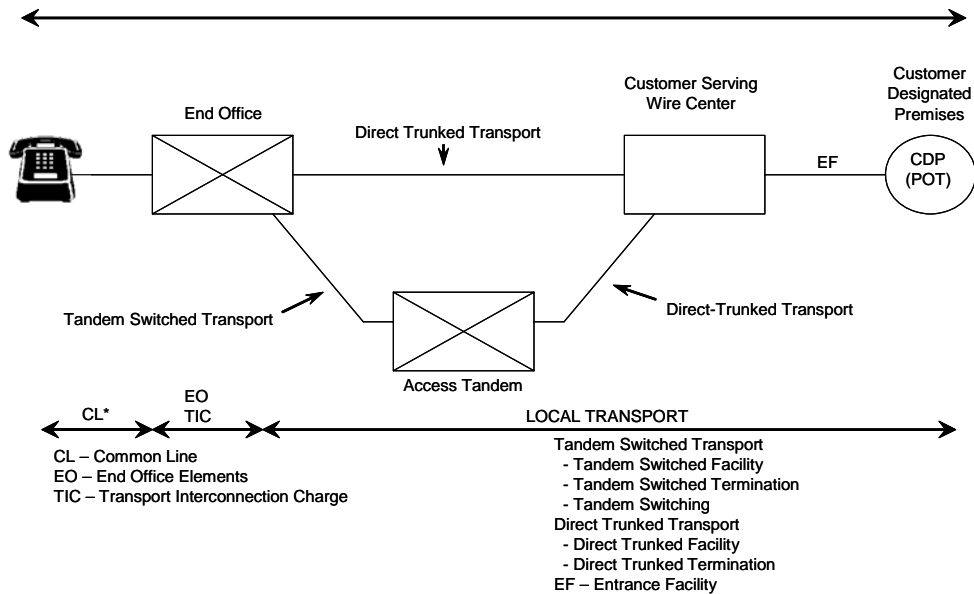 Customer
Designated
Premises
Customer Serving
Wire Center
End Office
Direct Trunked Transport
EF
CDP
(POT)
Tandem Switched Transport
Direct-Trunked Transport
Access Tandem
CL*
EO
TIC
LOCAL TRANSPORT
CL – Common Line
EO – End Office Elements
TIC – Transport Interconnection Charge
Tandem Switched Transport
- Tandem Switched Facility
- Tandem Switched Termination
- Tandem Switching
Direct Trunked Transport
- Direct Trunked Facility
- Direct Trunked Termination
EF – Entrance Facility